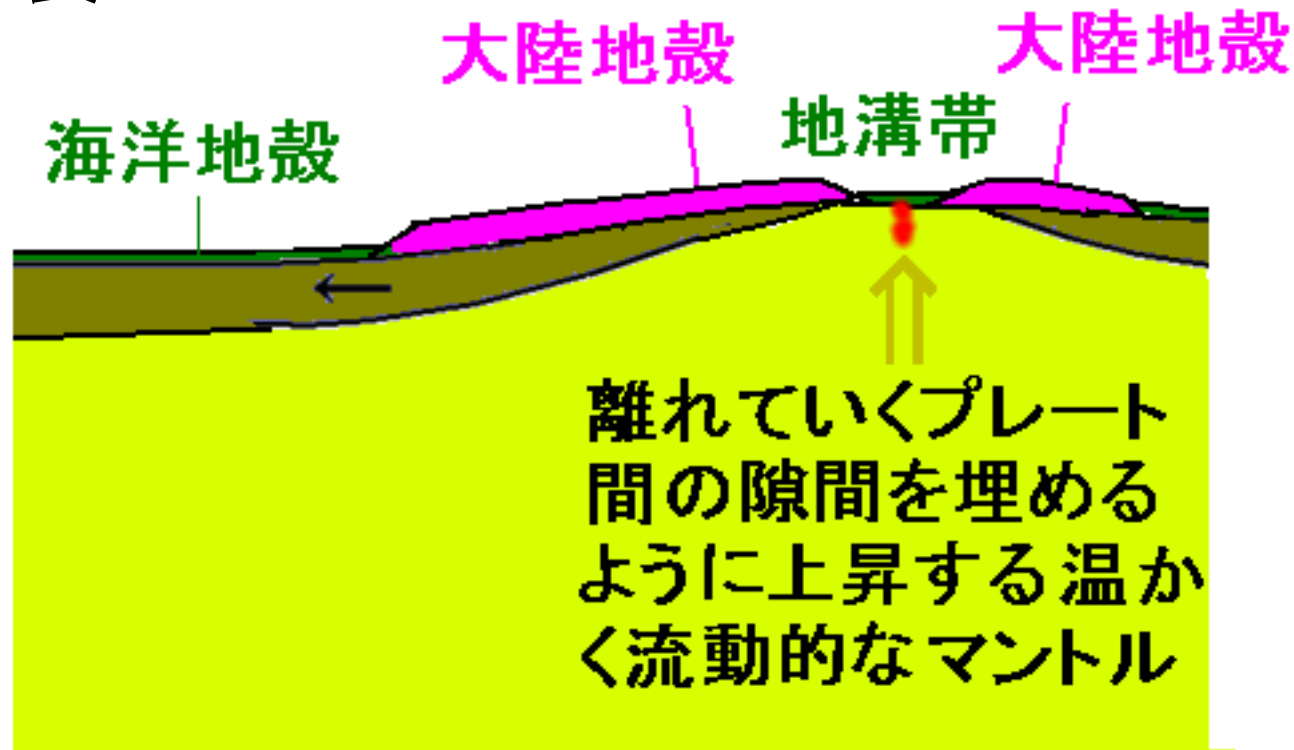 大陸地殻
大陸地殻
地溝帯
海洋地殻
離れていくプレート
間の隙間を埋める
ように上昇する温か
く流動的なマントル